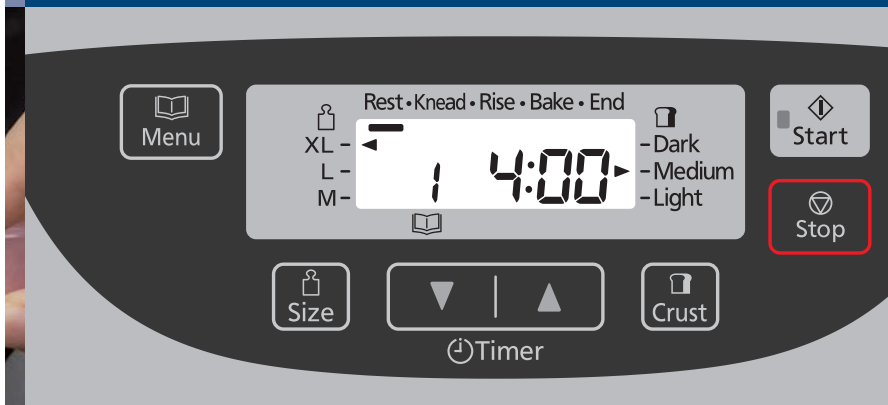 Rest • Knead • Rise • Bake • End
Menu
XL -
L -
M -
1 4:00
- Dark
- Medium
- Light
Start
Stop
Size
Crust
Timer